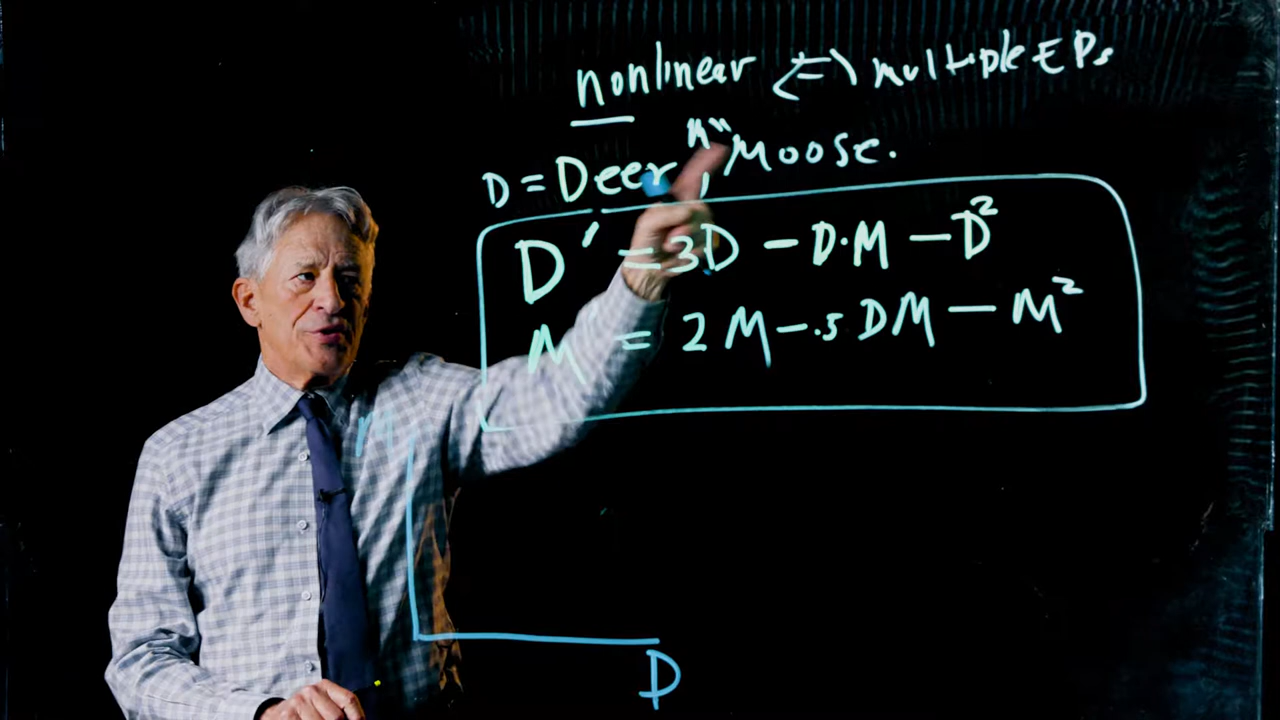 nonlinear ⇔ multiple EPs
D = Deer, "M" Moose.
D' = 3D - D·M - D²
M' = 2M - .5DM - M²
M
D